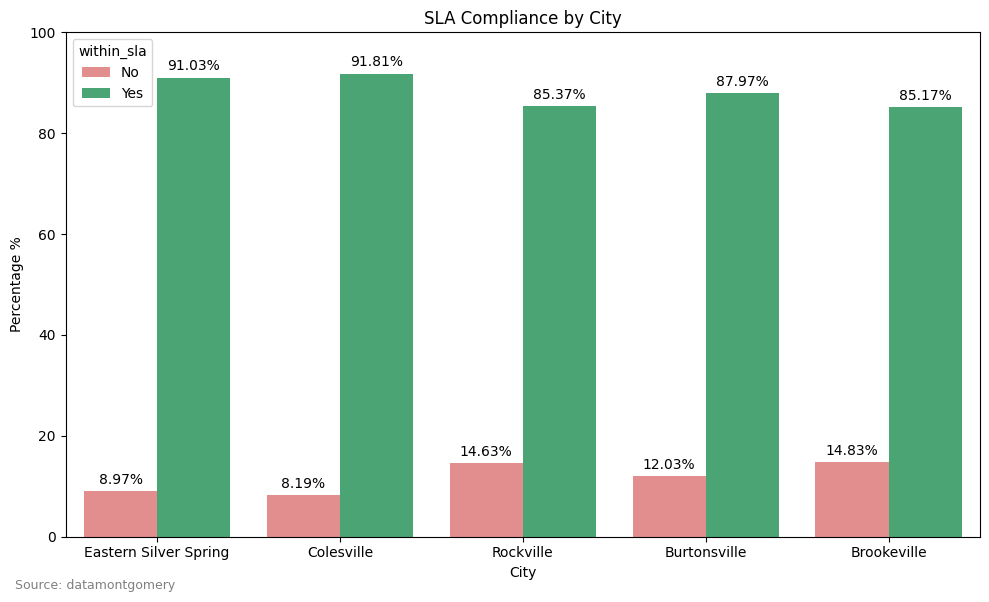 SLA Compliance by City
100
80
60
40
20
0
Percentage %
within_sla
No
Yes
8.97%
91.03%
8.19%
91.81%
14.63%
85.37%
12.03%
87.97%
14.83%
85.17%
Eastern Silver Spring
Colesville
Rockville
Burtonsville
Brookeville
City
Source: datamontgomery